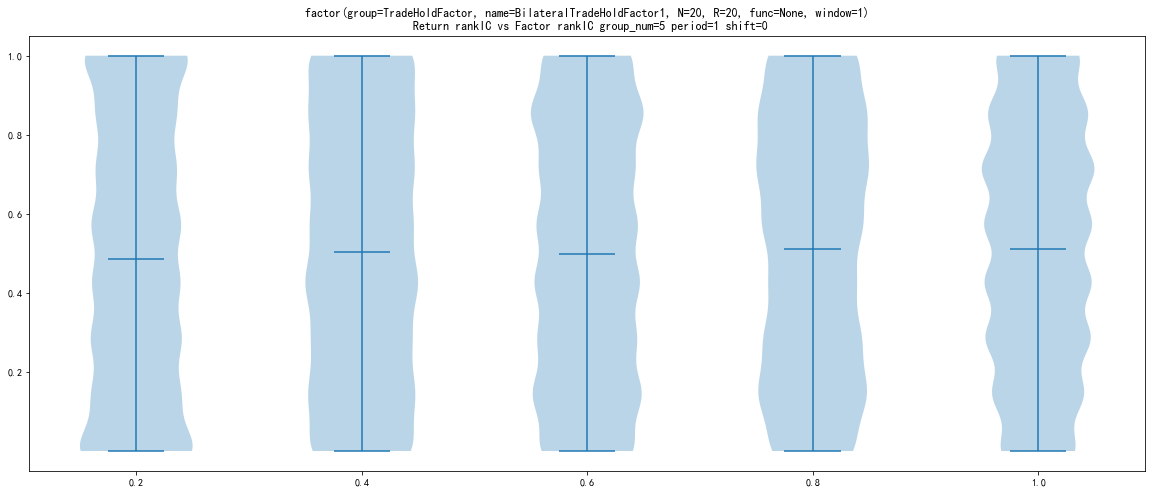 factor(group=TradeHoldFactor, name=BilateralTradeHoldFactor1, N=20, R=20, func=None, window=1)
Return rankIC vs Factor rankIC group_num=5 period=1 shift=0
1.0
0.8
0.6
0.4
0.2
0.2 0.4 0.6 0.8 1.0